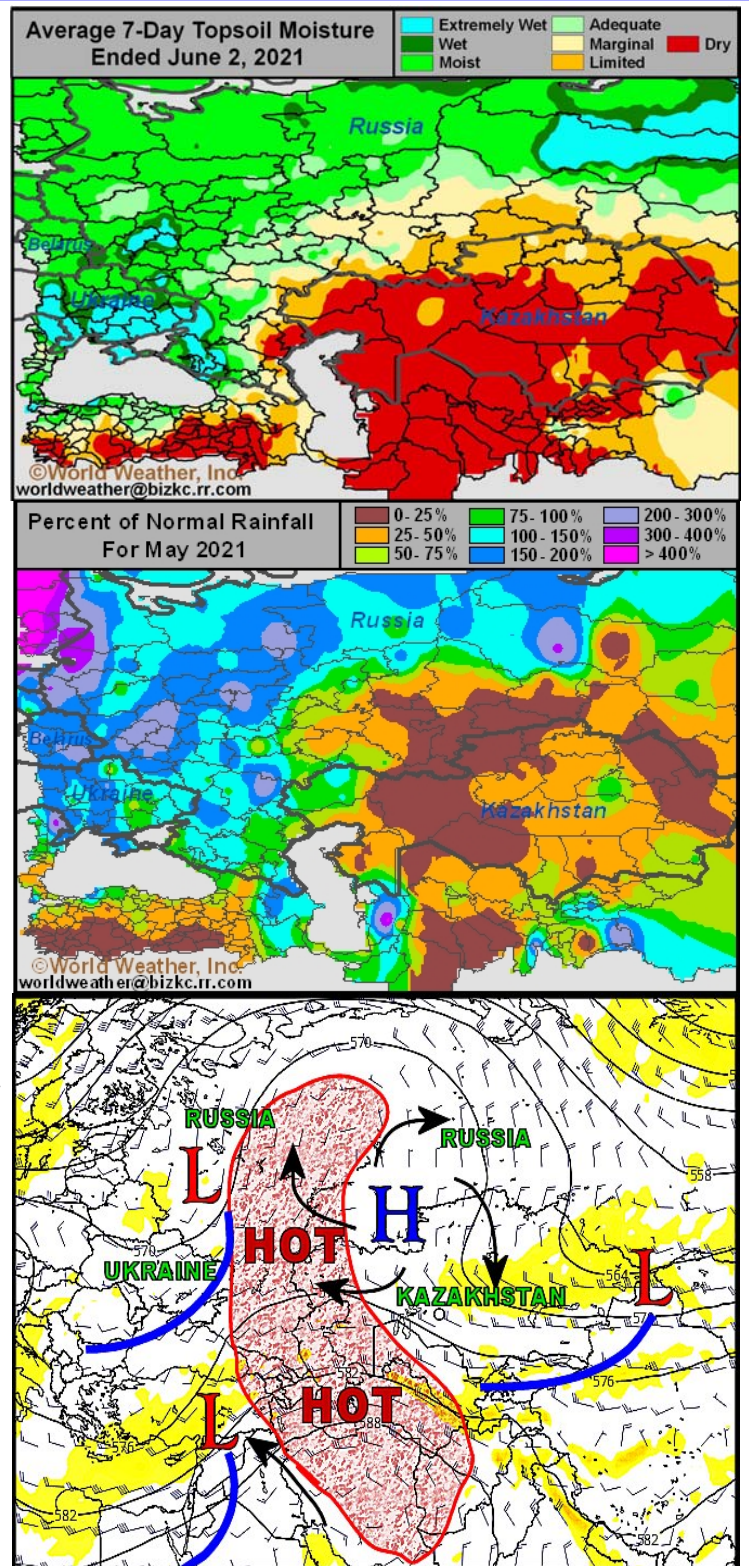 Average 7-Day Topsoil Moisture
Ended June 2, 2021
Extremely Wet
Wet
Moist
Adequate
Marginal
Limited
Dry
Russia
Belarus
Ukraine
Kazakhstan
©World Weather, Inc.
worldweather@bizkc.rr.com
Percent of Normal Rainfall
For May 2021
0-25%
25-50%
50-75%
75-100%
100-150%
150-200%
200-300%
300-400%
> 400%
Russia
Belarus
Ukraine
Kazakhstan
©World Weather, Inc.
worldweather@bizkc.rr.com
570
RUSSIA
RUSSIA
L
558
H
570
HOT
UKRAINE
564
L
KAZAKHSTAN
582
576
HOT
588
L
576
582
582